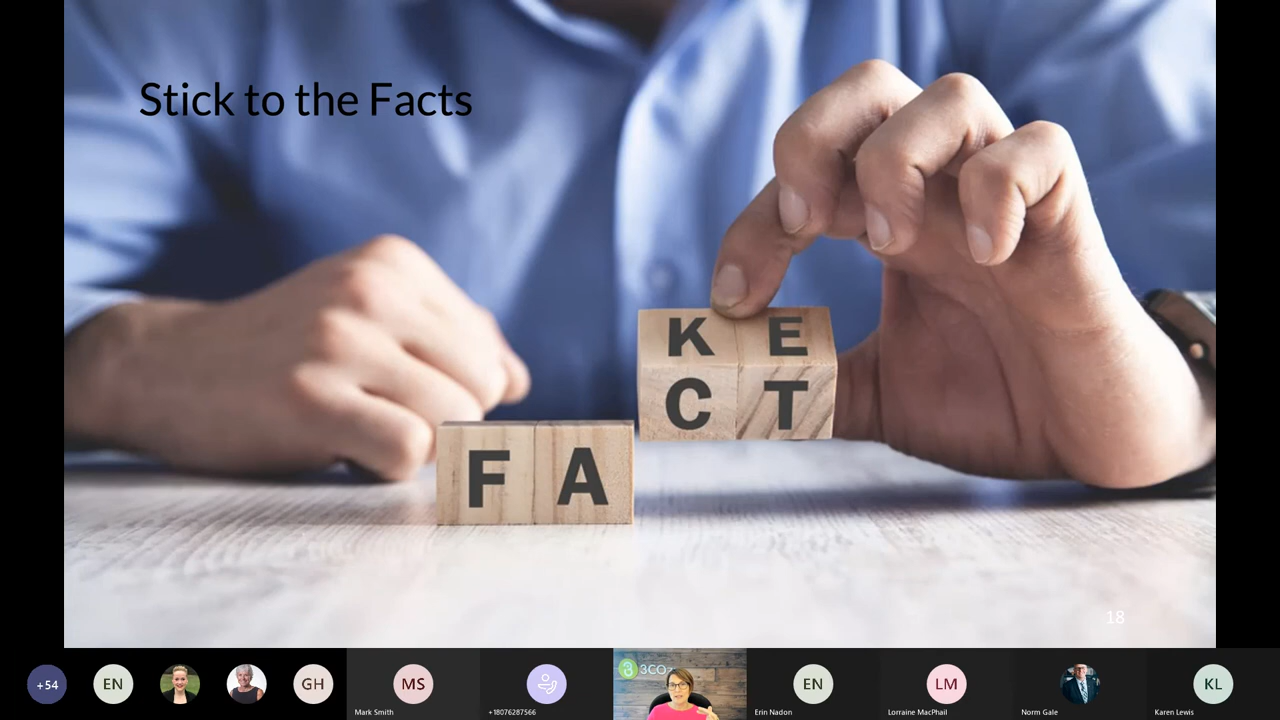 Stick to the Facts
K E
C T
F A
18
+54
EN
GH
MS
3CO
EN
LM
KL
Mark Smith
+18076287566
Erin Nadon
Lorraine MacPhail
Norm Gale
Karen Lewis